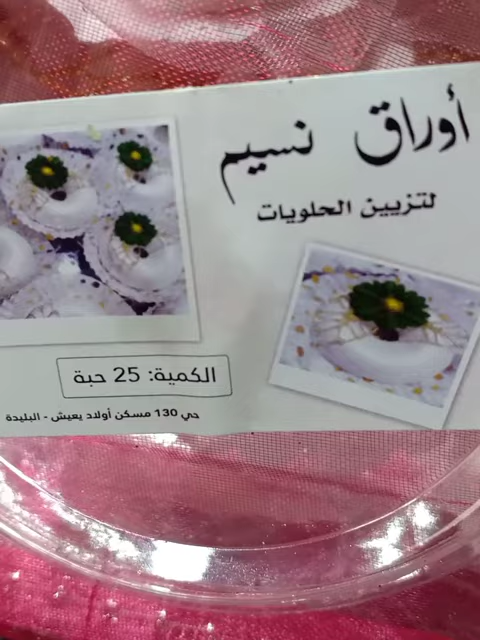 أوراق نسيم
لتزيين الحلويات
الكمية: 25 حبة
حي 130 مسكن أولاد يعيش - البليدة